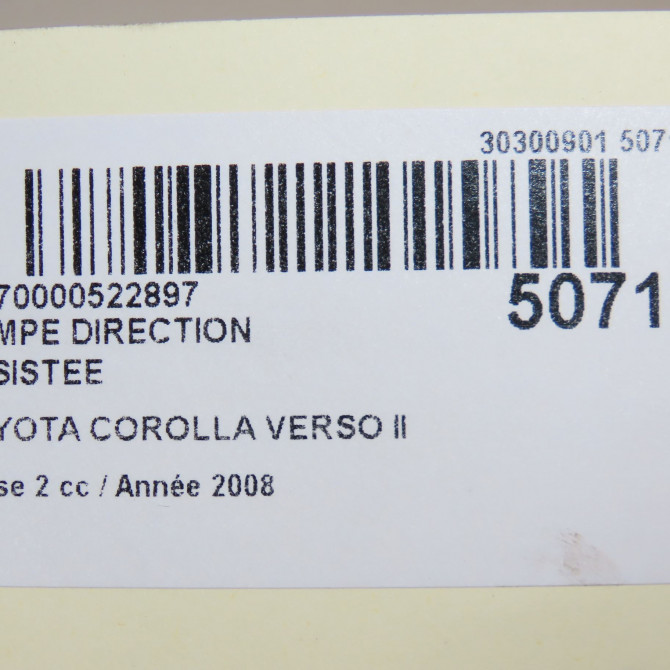 30300901 507
70000522897
5071
MPE DIRECTION
SISTEE
YOTA COROLLA VERSO II
se 2 cc / Année 2008